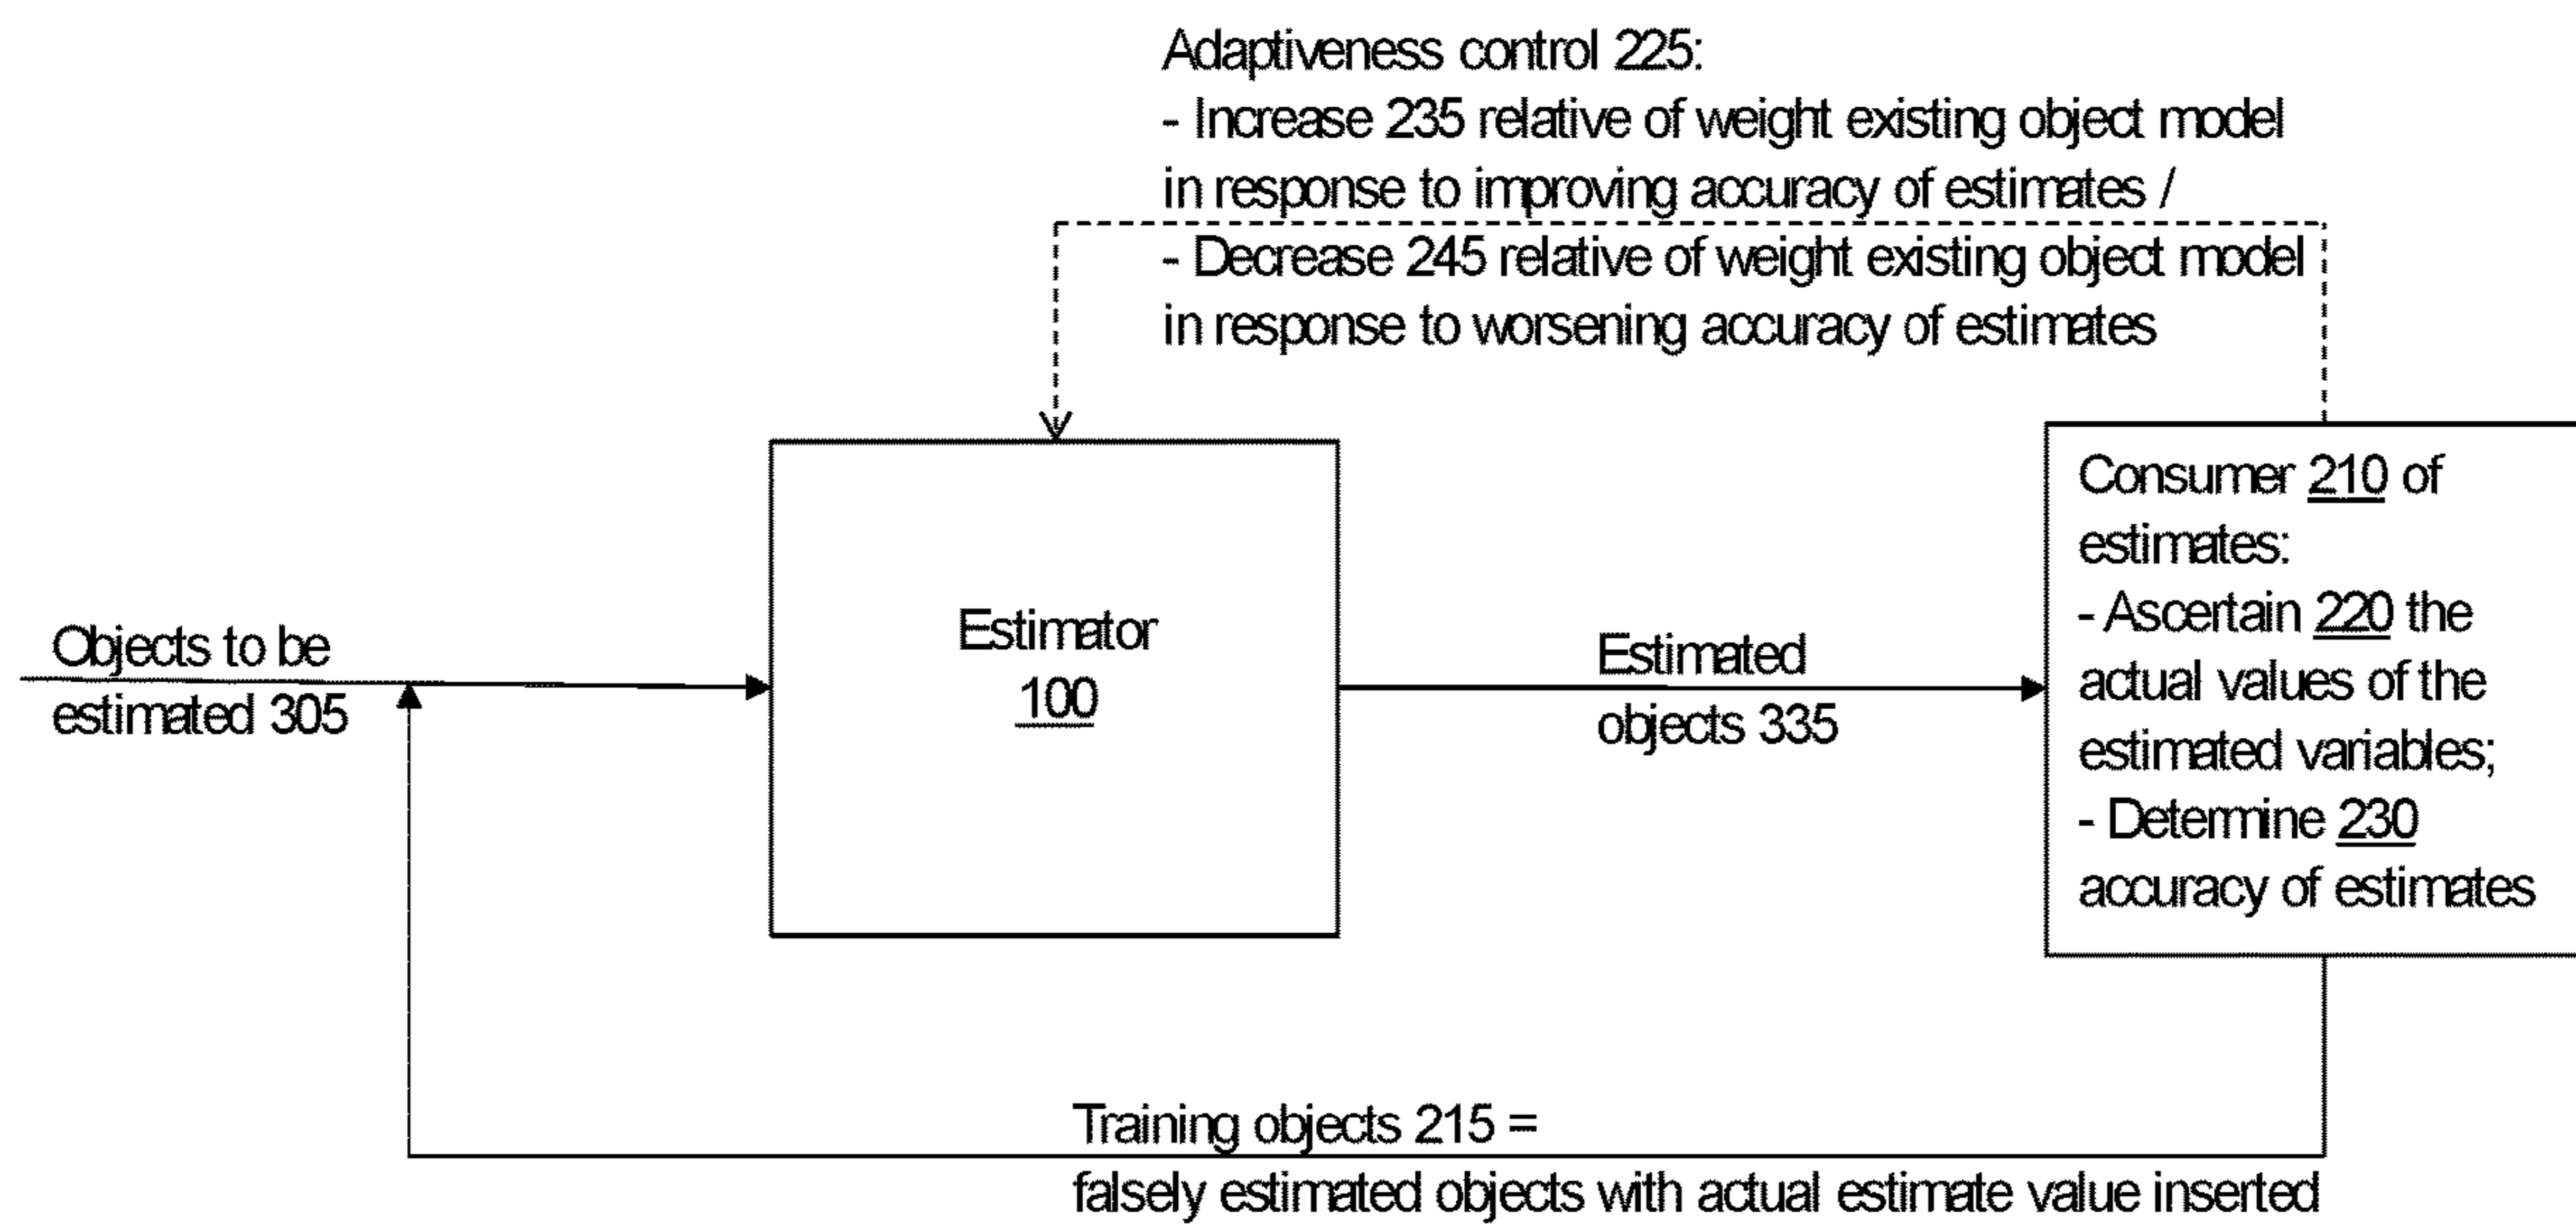 Adaptiveness control 225:
- Increase 235 relative of weight existing object model
in response to improving accuracy of estimates /
- Decrease 245 relative of weight existing object model
in response to worsening accuracy of estimates
Objects to be
estimated 305
Estimator
100
Estimated
objects 335
Consumer 210 of
estimates:
- Ascertain 220 the
actual values of the
estimated variables;
- Determine 230
accuracy of estimates
Training objects 215 =
falsely estimated objects with actual estimate value inserted